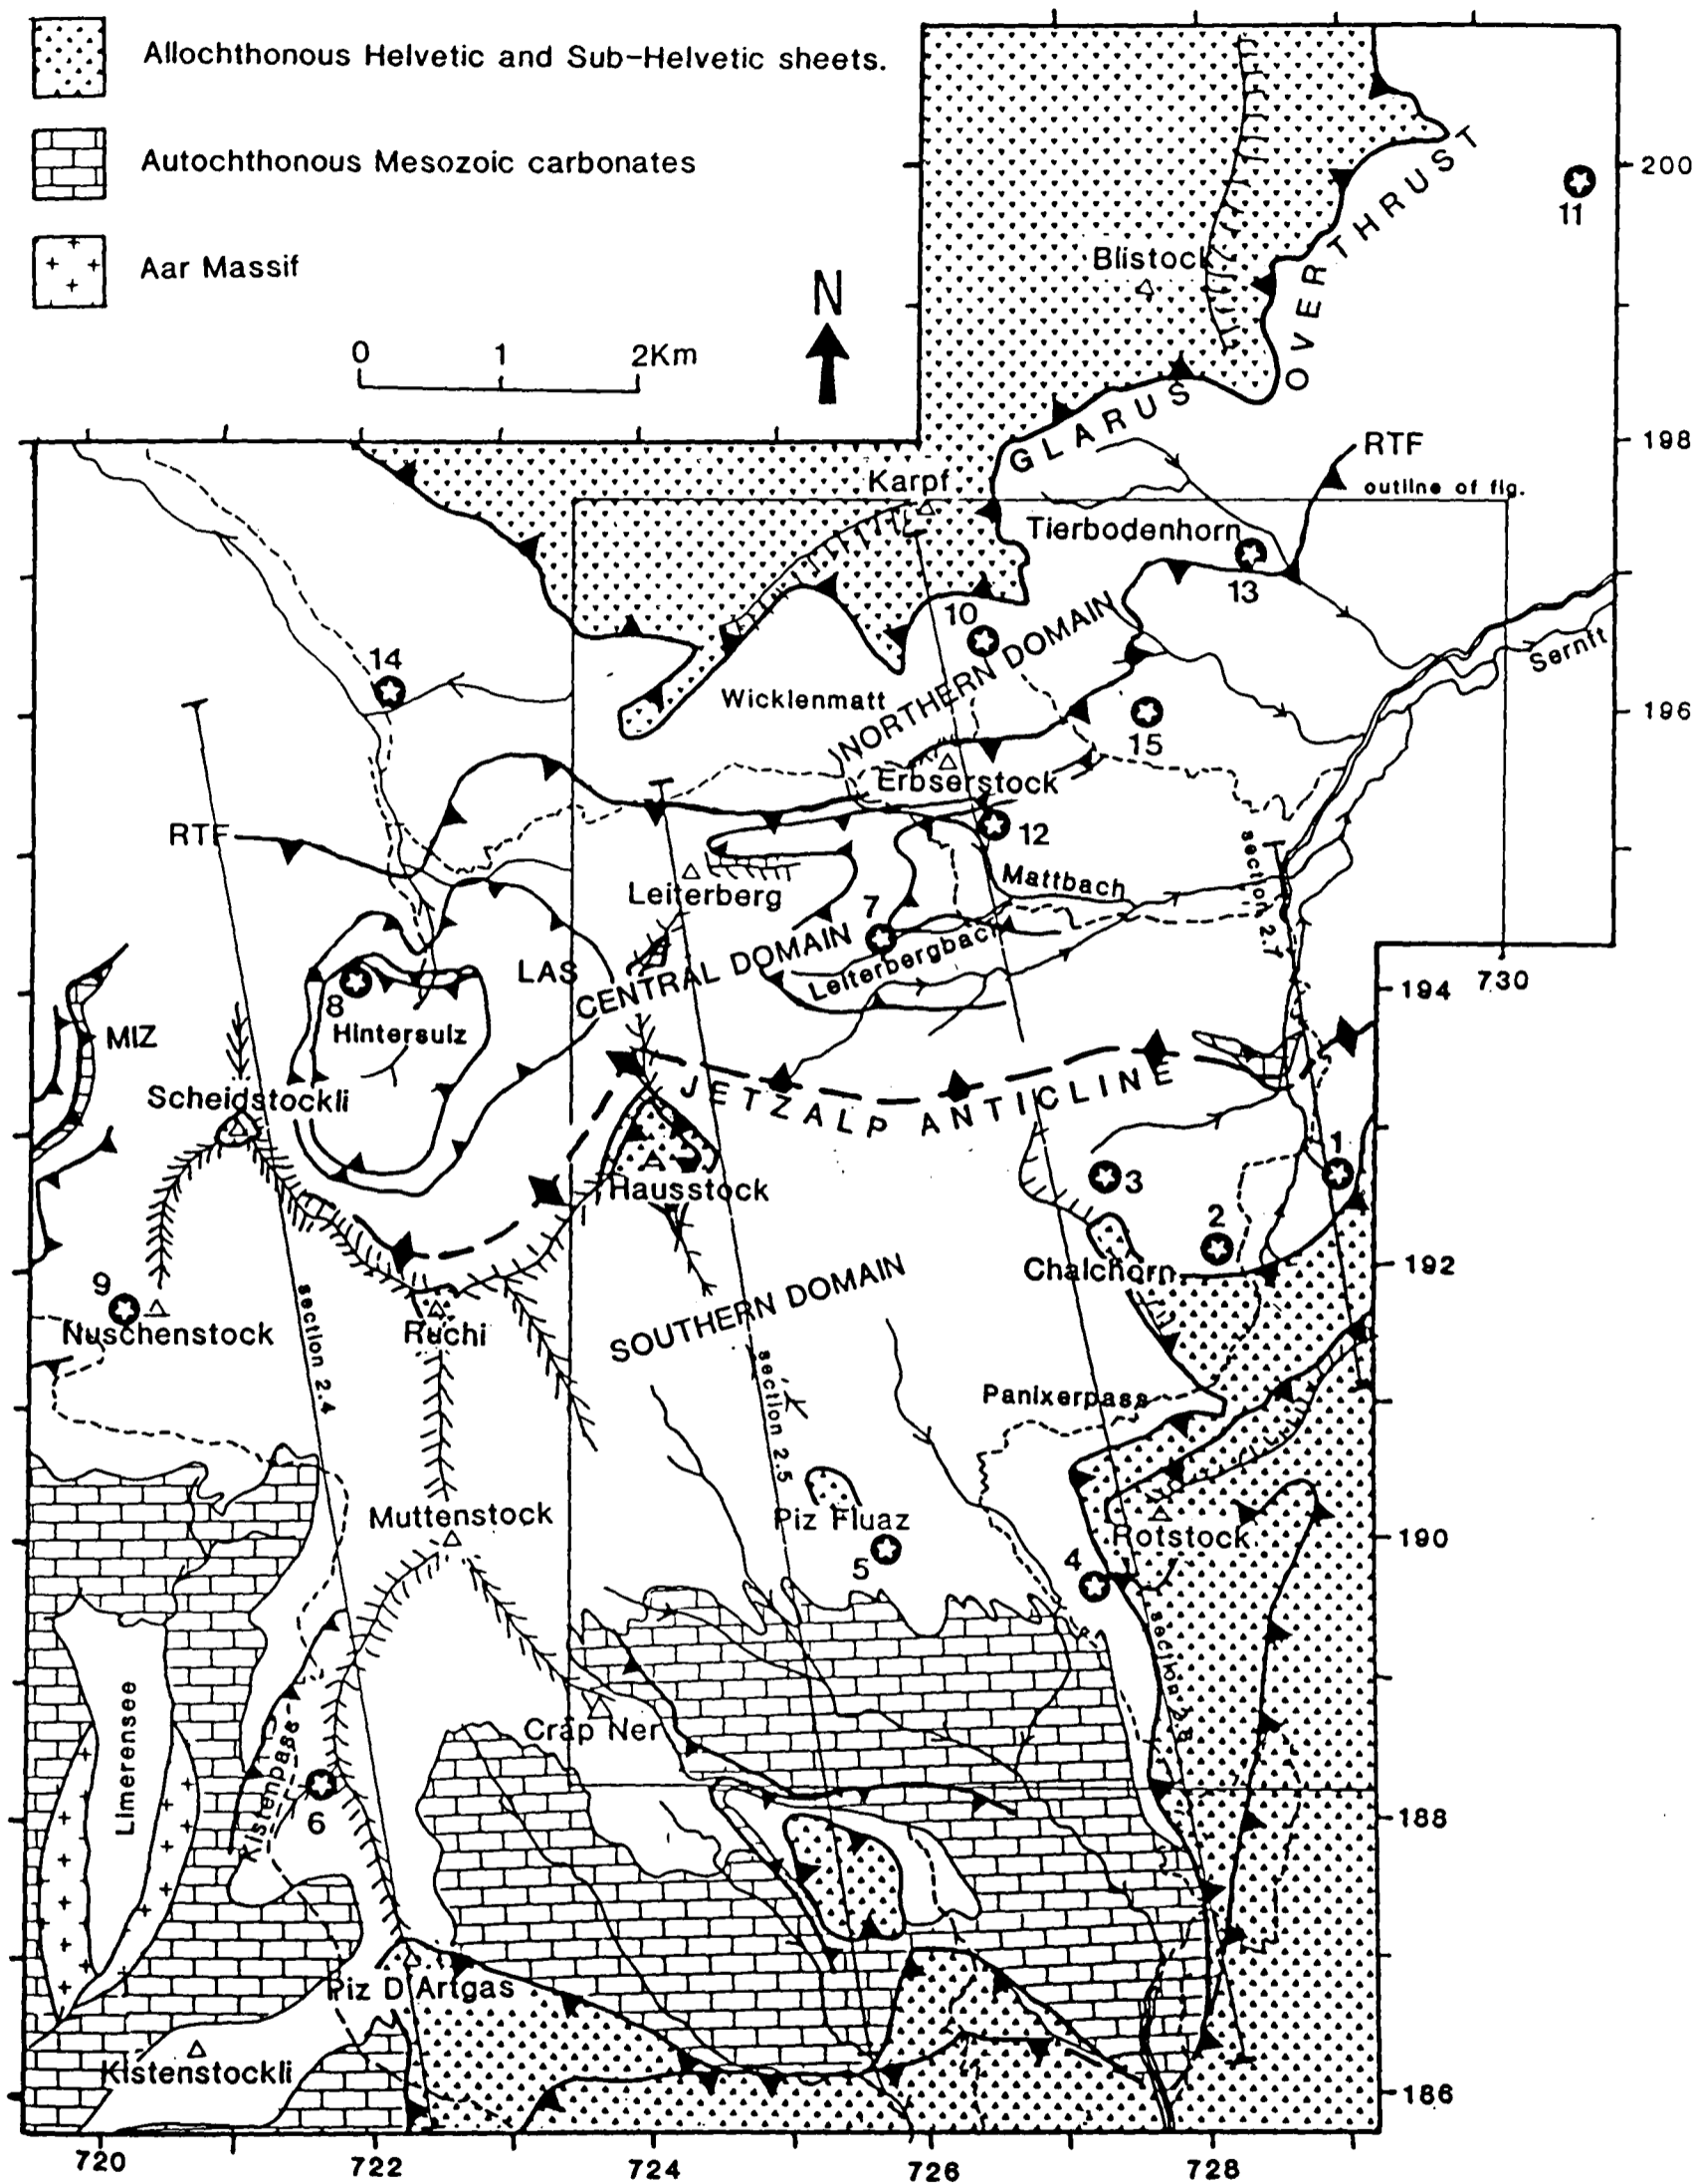 Allochthonous Helvetic and Sub-Helvetic sheets.
Autochthonous Mesozoic carbonates
Aar Massif
0 1 2Km
N
200
11
Blistock
GLARUS OVERTHRUST
198
RTF
outline of fig.
Karpf
Tierbodenhorn
13
10
14
Wicklenmatt
NORTHERN DOMAIN
Sernft
196
15
Erbserstock
12
RTF
Leiterberg
Mattbach
section 2.7
7
LAS
CENTRAL DOMAIN
Leiterbergbach
194
730
8
Hintersulz
MIZ
JETZALP ANTICLINE
Scheidstockli
1
3
Hausstock
2
192
Chalchorn
9
section 2.4
SOUTHERN DOMAIN
Nuschenstock
Ruchi
section 2.5
Panixerpass
Muttenstock
Piz Fluaz
Rotstock
190
5
4
section 2.8
Limerensee
Crap Ner
Kistenpass
6
188
Piz D'Artgas
Kistenstockli
186
720
722
724
726
728